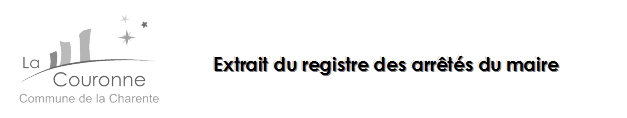 La
Couronne
Commune de la Charente
Extrait du registre des arrêtés du maire